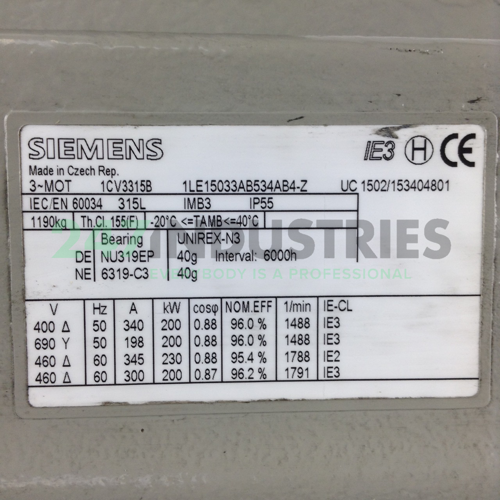 SIEMENS IE3 H CE
Made in Czech Rep.
3~MOT 1CV3315B 1LE15033AB534AB4-Z UC 1502/153404801
IEC/EN 60034 315L IMB3 IP55
1190kg Th.Cl.155(F) -20°C <=TAMB<=40°C
Bearing UNIREX-N3
DE NU319EP 40g Interval: 6000h
NE 6319-C3 40g
V Hz A kW cosφ NOM.EFF 1/min IE-CL
400 Δ 50 340 200 0.88 96.0 % 1488 IE3
690 Y 50 198 200 0.88 96.0 % 1488 IE3
460 Δ 60 345 230 0.88 95.4 % 1788 IE2
460 Δ 60 300 200 0.87 96.2 % 1791 IE3
24/7 INDUSTRIES
EVERYBODY IS A PROFESSIONAL